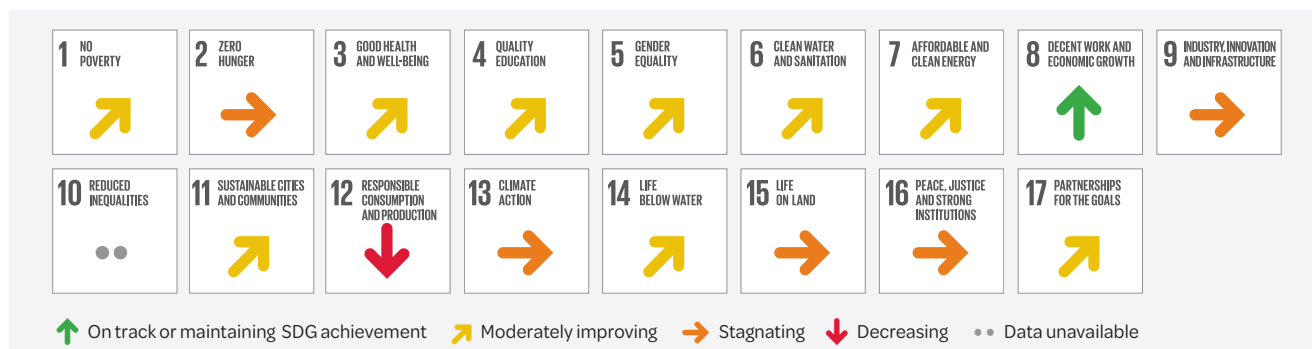 1 NO
POVERTY
2 ZERO
HUNGER
3 GOOD HEALTH
AND WELL-BEING
4 QUALITY
EDUCATION
5 GENDER
EQUALITY
6 CLEAN WATER
AND SANITATION
7 AFFORDABLE AND
CLEAN ENERGY
8 DECENT WORK AND
ECONOMIC GROWTH
9 INDUSTRY, INNOVATION
AND INFRASTRUCTURE
10 REDUCED
INEQUALITIES
11 SUSTAINABLE CITIES
AND COMMUNITIES
12 RESPONSIBLE
CONSUMPTION
AND PRODUCTION
13 CLIMATE
ACTION
14 LIFE
BELOW WATER
15 LIFE
ON LAND
16 PEACE, JUSTICE
AND STRONG
INSTITUTIONS
17 PARTNERSHIPS
FOR THE GOALS
On track or maintaining SDG achievement Moderately improving Stagnating Decreasing Data unavailable